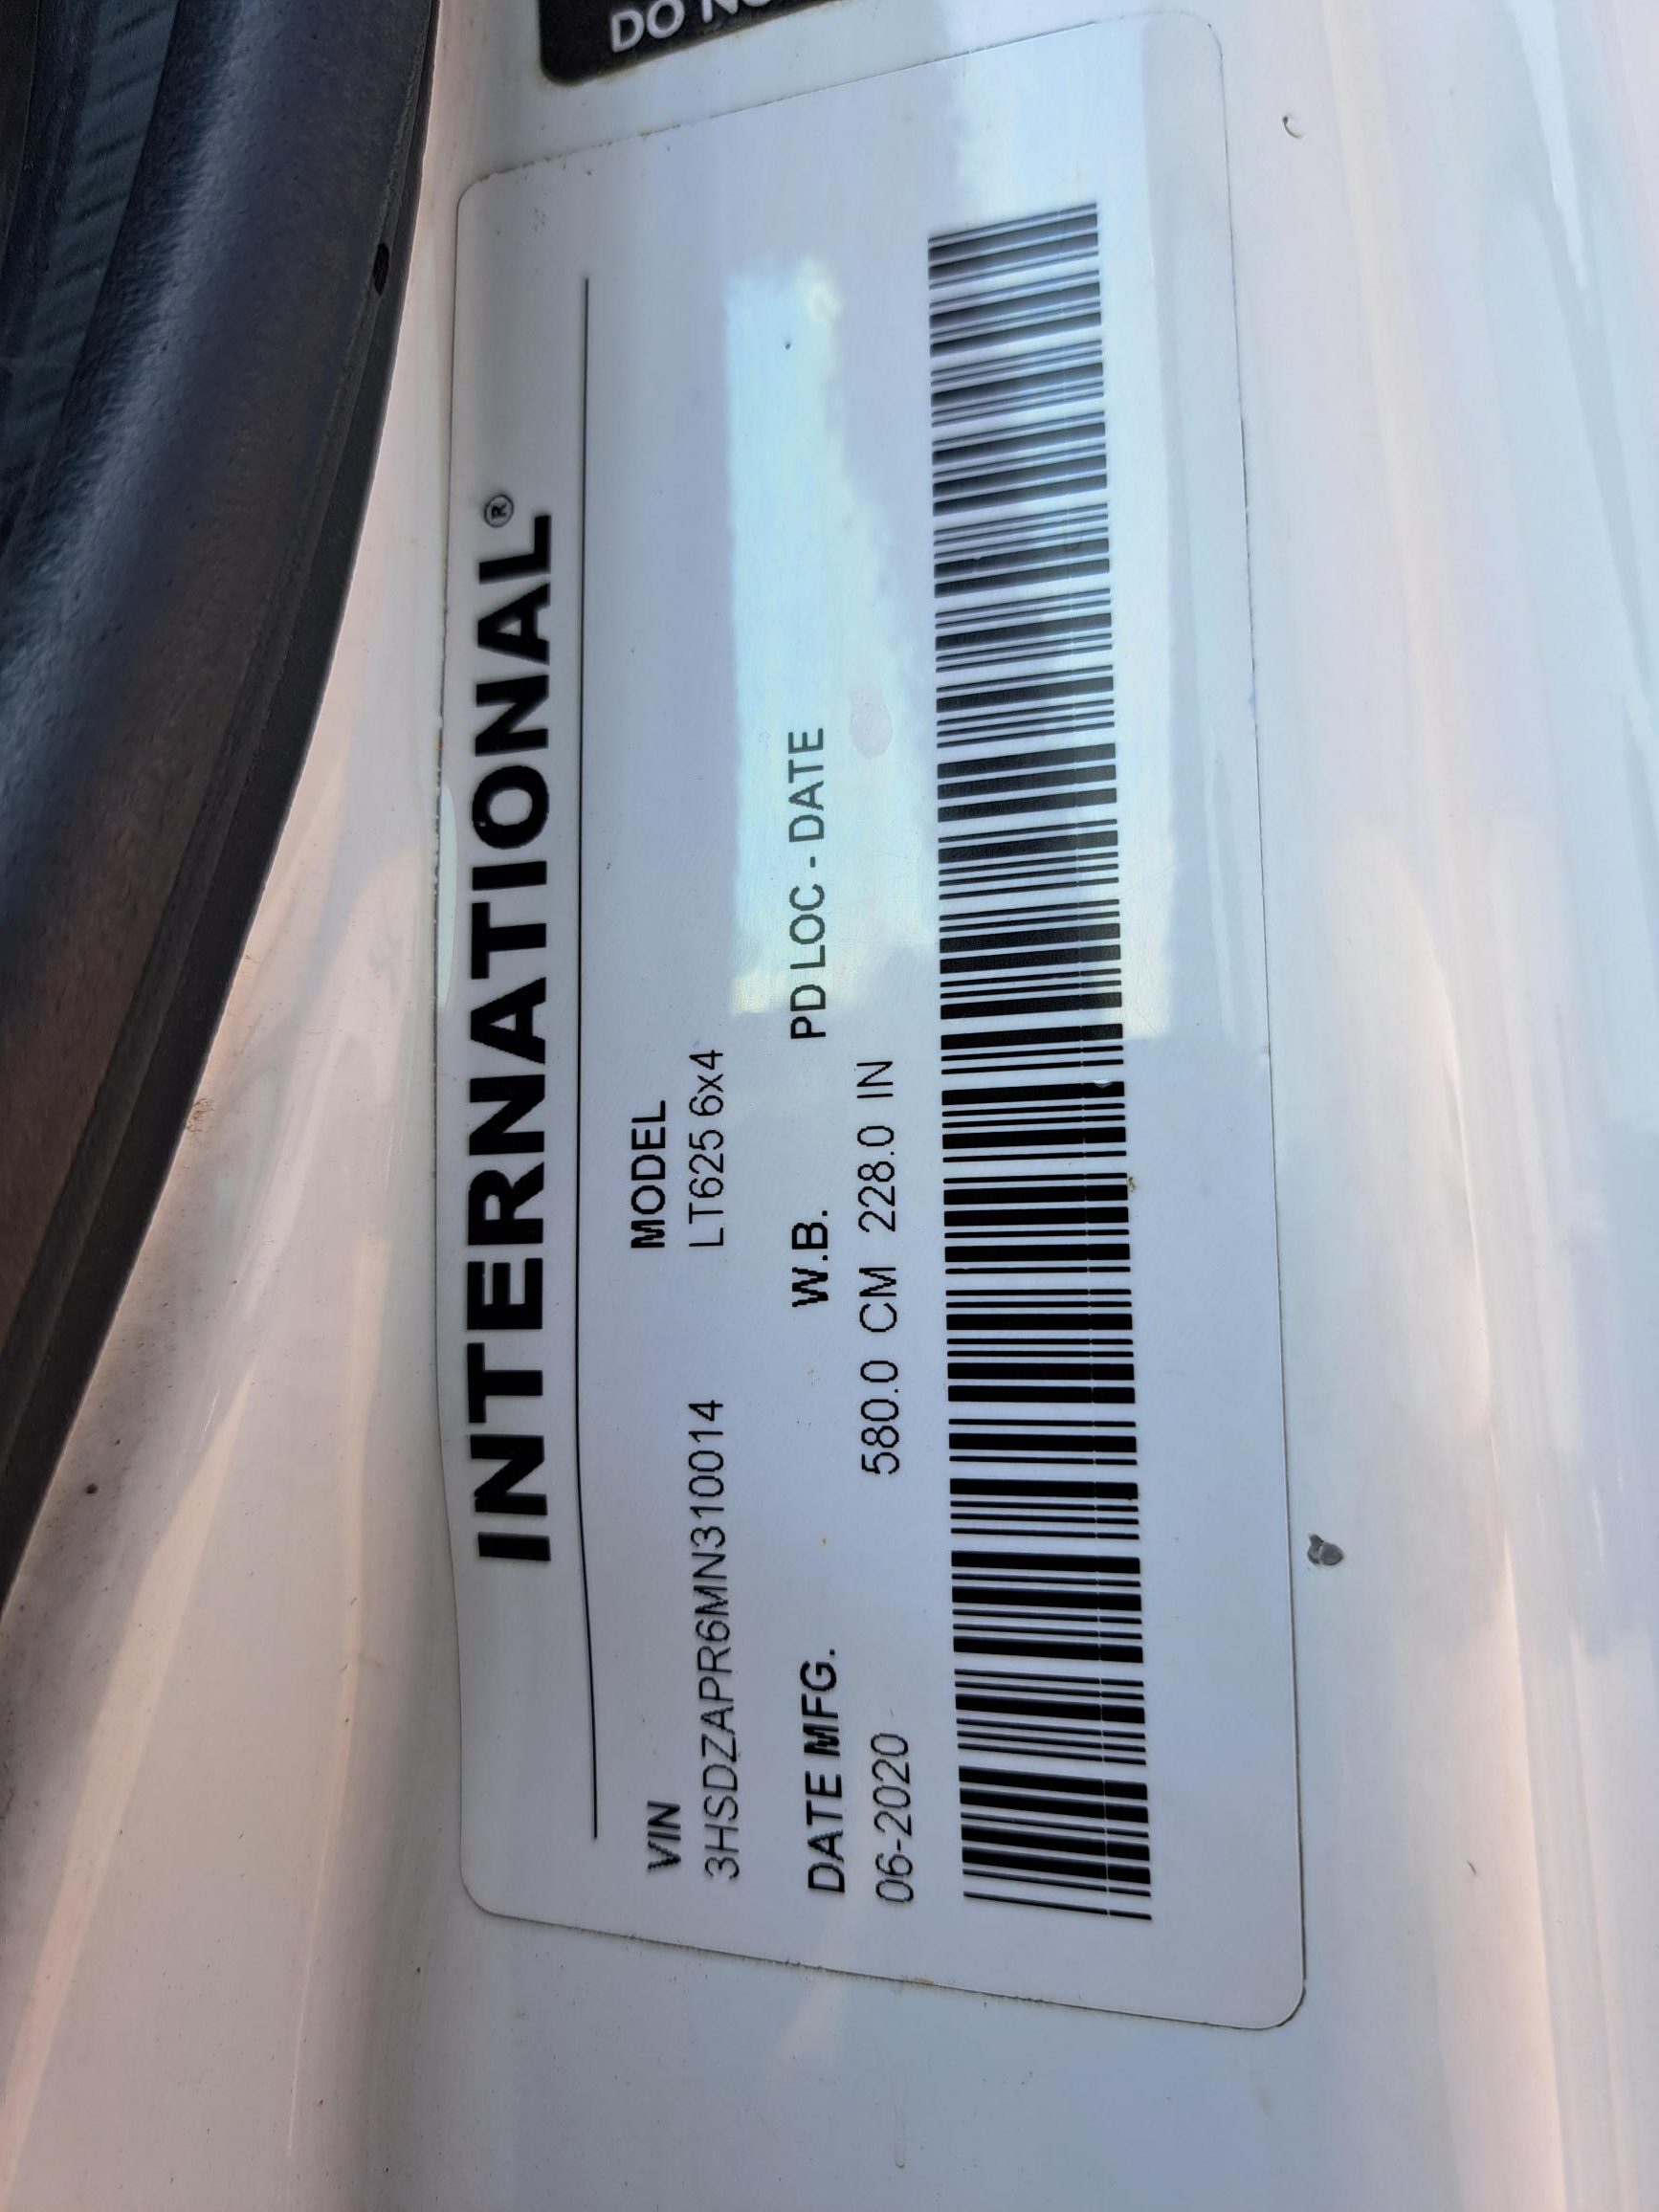 DO NO
INTERNATIONAL®
VIN MODEL
3HSDZAPR6MN310014 LT625 6x4
DATE MFG. W.B. PD LOC - DATE
06-2020 580.0 CM 228.0 IN